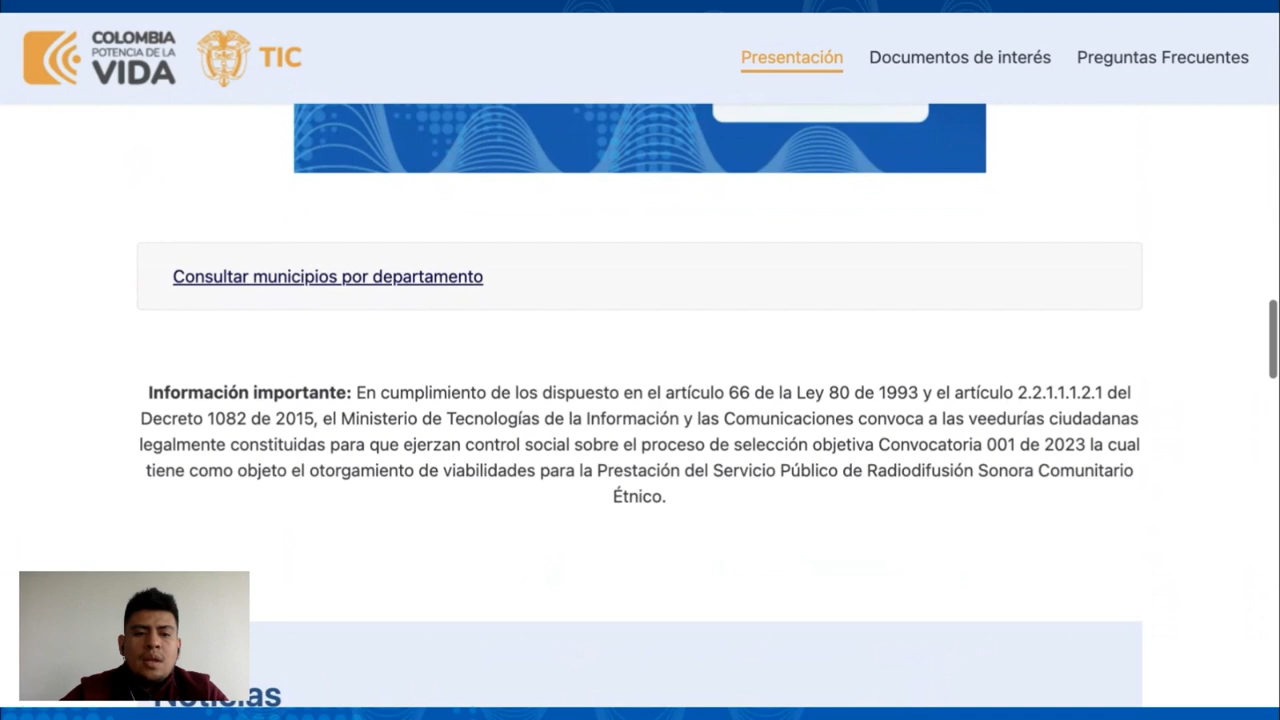 COLOMBIA
POTENCIA DE LA
VIDA
TIC
Presentación
Documentos de interés
Preguntas Frecuentes
Consultar municipios por departamento
Información importante: En cumplimiento de los dispuesto en el artículo 66 de la Ley 80 de 1993 y el artículo 2.2.1.1.1.2.1 del
Decreto 1082 de 2015, el Ministerio de Tecnologías de la Información y las Comunicaciones convoca a las veedurías ciudadanas
legalmente constituidas para que ejerzan control social sobre el proceso de selección objetiva Convocatoria 001 de 2023 la cual
tiene como objeto el otorgamiento de viabilidades para la Prestación del Servicio Público de Radiodifusión Sonora Comunitario
Étnico.
Noticias